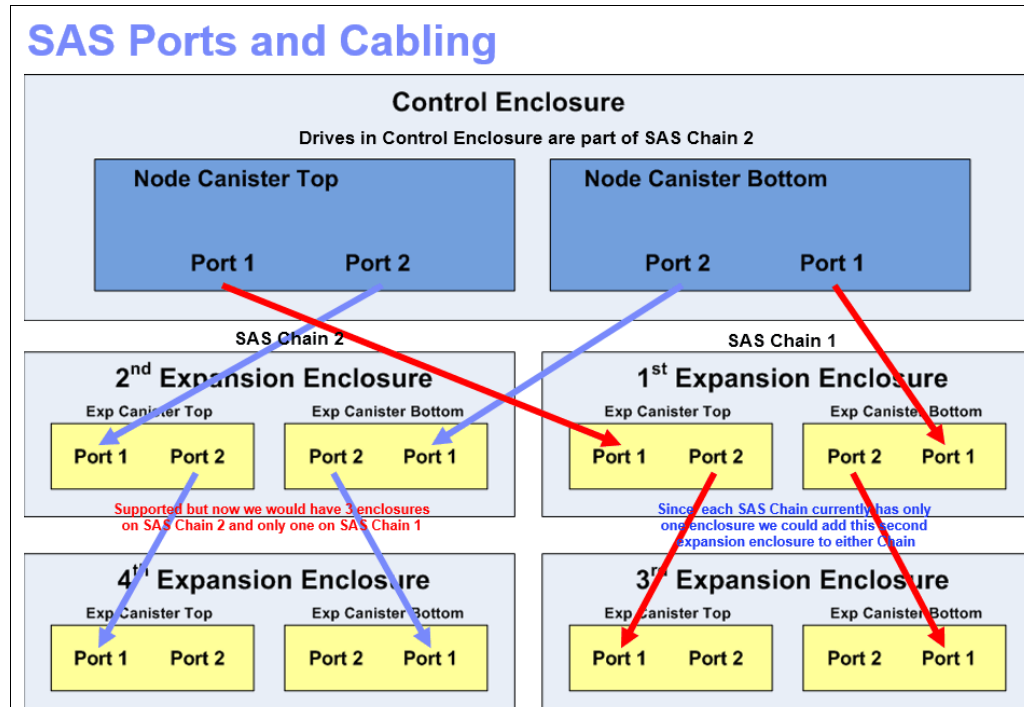 SAS Ports and Cabling
Control Enclosure
Drives in Control Enclosure are part of SAS Chain 2
Node Canister Top
Node Canister Bottom
Port 1 Port 2
Port 2 Port 1
SAS Chain 2
SAS Chain 1
2nd Expansion Enclosure
Exp Canister Top Exp Canister Bottom
Port 1 Port 2 Port 2 Port 1
Supported but now we would have 3 enclosures
on SAS Chain 2 and only one on SAS Chain 1
1st Expansion Enclosure
Exp Canister Top Exp Canister Bottom
Port 1 Port 2 Port 2 Port 1
Since each SAS Chain currently has only
one enclosure we could add this second
expansion enclosure to either Chain
4th Expansion Enclosure
Exp Canister Top Exp Canister Bottom
Port 1 Port 2 Port 2 Port 1
3rd Expansion Enclosure
Exp Canister Top Exp Canister Bottom
Port 1 Port 2 Port 2 Port 1